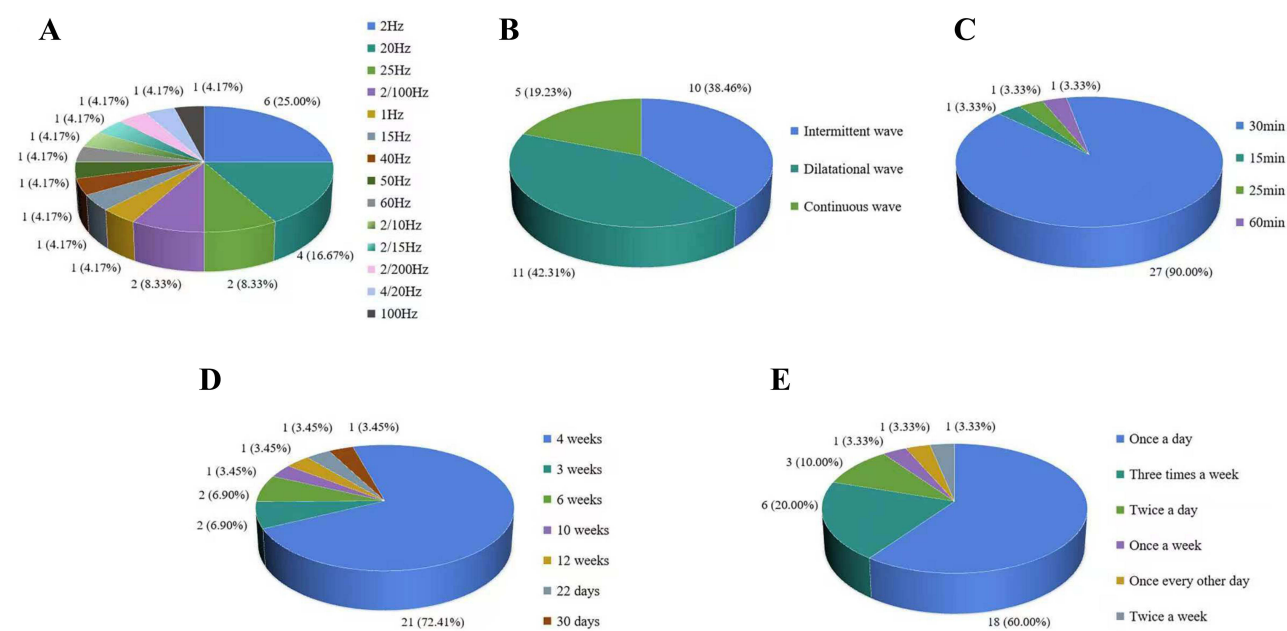 A
1 (4.17%)
1 (4.17%)
6 (25.00%)
1 (4.17%)
1 (4.17%)
1 (4.17%)
1 (4.17%)
1 (4.17%)
1 (4.17%)
1 (4.17%)
1 (4.17%)
2 (8.33%)
2 (8.33%)
4 (16.67%)
2Hz
20Hz
25Hz
2/100Hz
1Hz
15Hz
40Hz
50Hz
60Hz
2/10Hz
2/15Hz
2/200Hz
4/20Hz
100Hz
B
5 (19.23%)
10 (38.46%)
11 (42.31%)
Intermittent wave
Dilatational wave
Continuous wave
C
1 (3.33%)
1 (3.33%)
1 (3.33%)
27 (90.00%)
30min
15min
25min
60min
D
1 (3.45%)
1 (3.45%)
1 (3.45%)
1 (3.45%)
2 (6.90%)
2 (6.90%)
21 (72.41%)
4 weeks
3 weeks
6 weeks
10 weeks
12 weeks
22 days
30 days
E
1 (3.33%)
1 (3.33%)
1 (3.33%)
3 (10.00%)
6 (20.00%)
18 (60.00%)
Once a day
Three times a week
Twice a day
Once a week
Once every other day
Twice a week